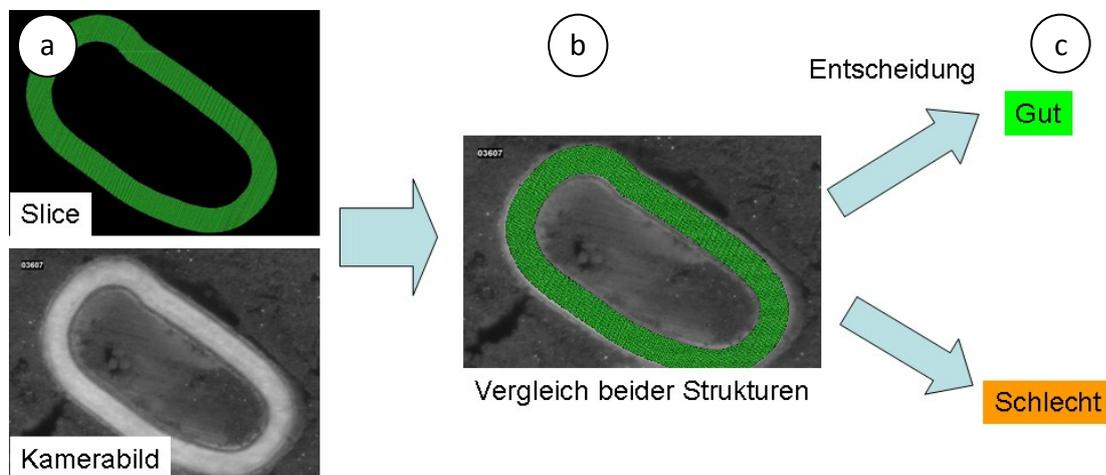 a
Slice
03607
Kamerabild
b
03607
Vergleich beider Strukturen
c
Entscheidung
Gut
Schlecht